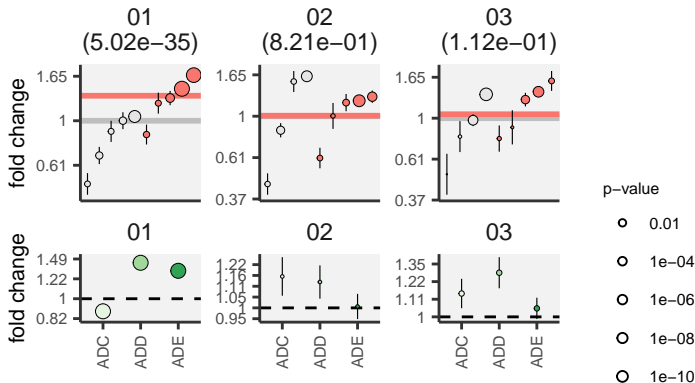 01 02 03
(5.02e−35) (8.21e−01) (1.12e−01)
fold change
1.65
1
0.61
1.65
1
0.61
0.37
1.65
1
0.61
0.37
01 02 03
fold change
1.49
1.22
1
0.82
1.22
1.16
1.11
1.05
1
0.95
1.35
1.22
1.11
1
ADC ADD ADE ADC ADD ADE ADC ADD ADE
p−value
0.01
1e−04
1e−06
1e−08
1e−10